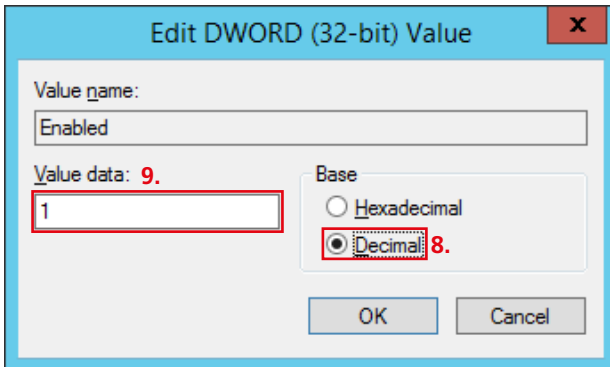 Edit DWORD (32-bit) Value
x
Value name:
Enabled
Value data: 9.
1
Base
Hexadecimal
Decimal 8.
OK
Cancel